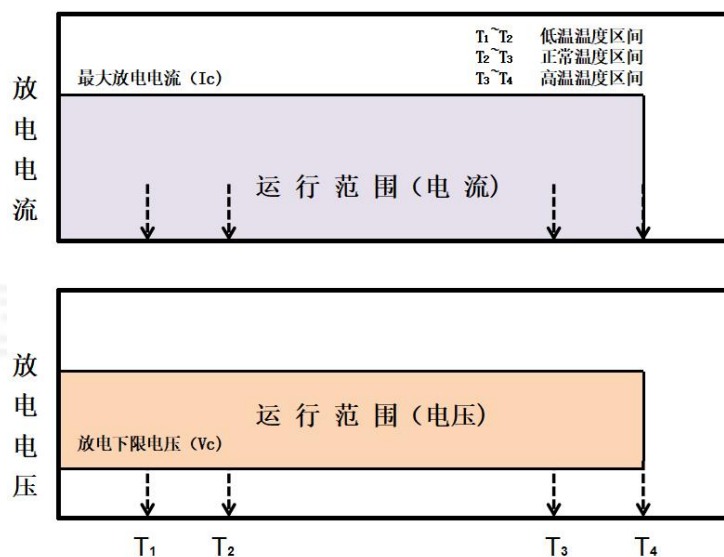 T₁~T₂ 低温温度区间
T₂~T₃ 正常温度区间
T₃~T₄ 高温温度区间
最大放电电流（Ic）
放电电流
运 行 范 围（电 流)
放电电压
运 行 范 围（电压)
放电下限电压（Vc）
T₁ T₂ T₃ T₄